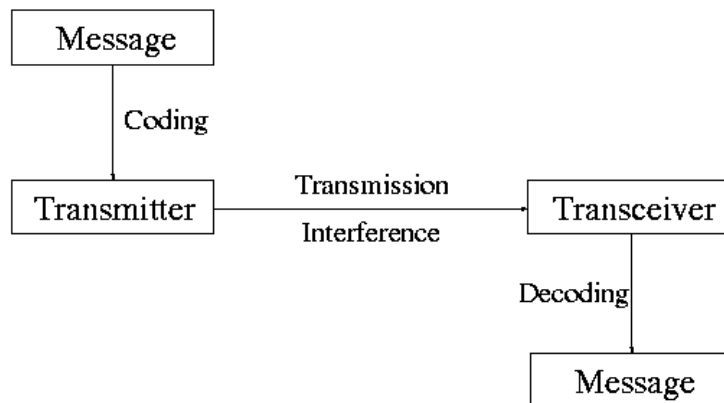 Message
Coding
Transmitter
Transmission
Interference
Transceiver
Decoding
Message